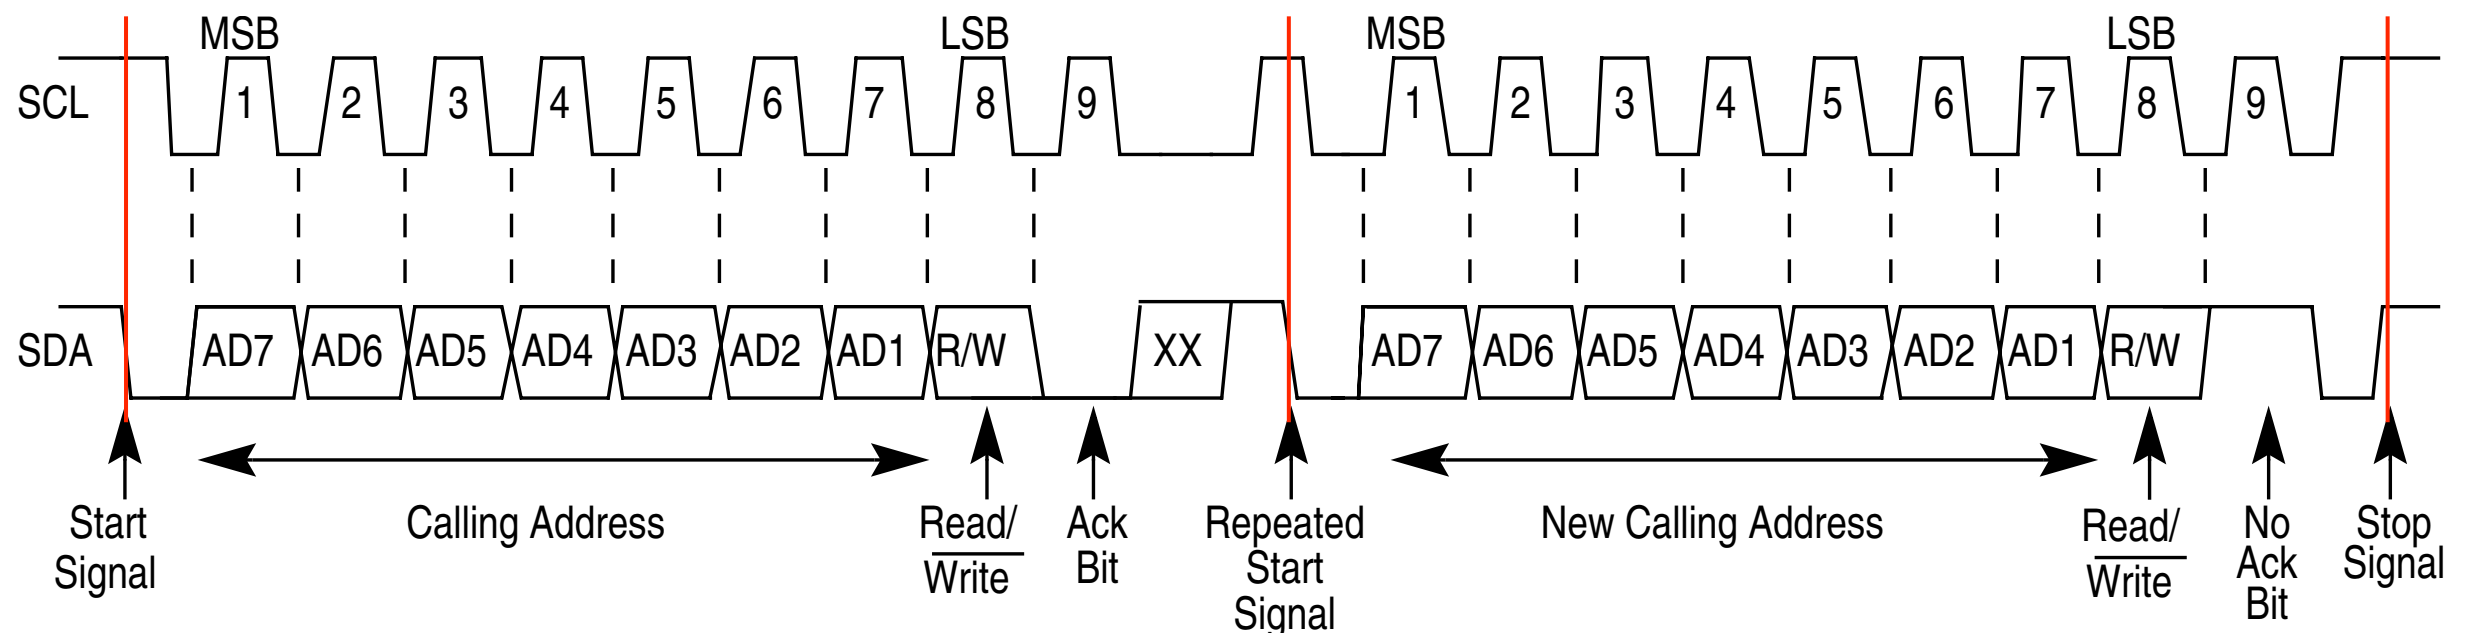 MSB LSB MSB LSB
SCL 1 2 3 4 5 6 7 8 9 1 2 3 4 5 6 7 8 9
SDA AD7 AD6 AD5 AD4 AD3 AD2 AD1 R/W XX AD7 AD6 AD5 AD4 AD3 AD2 AD1 R/W
Start
Signal
Calling Address
Read/
Write
Ack
Bit
Repeated
Start
Signal
New Calling Address
Read/
Write
No
Ack
Bit
Stop
Signal